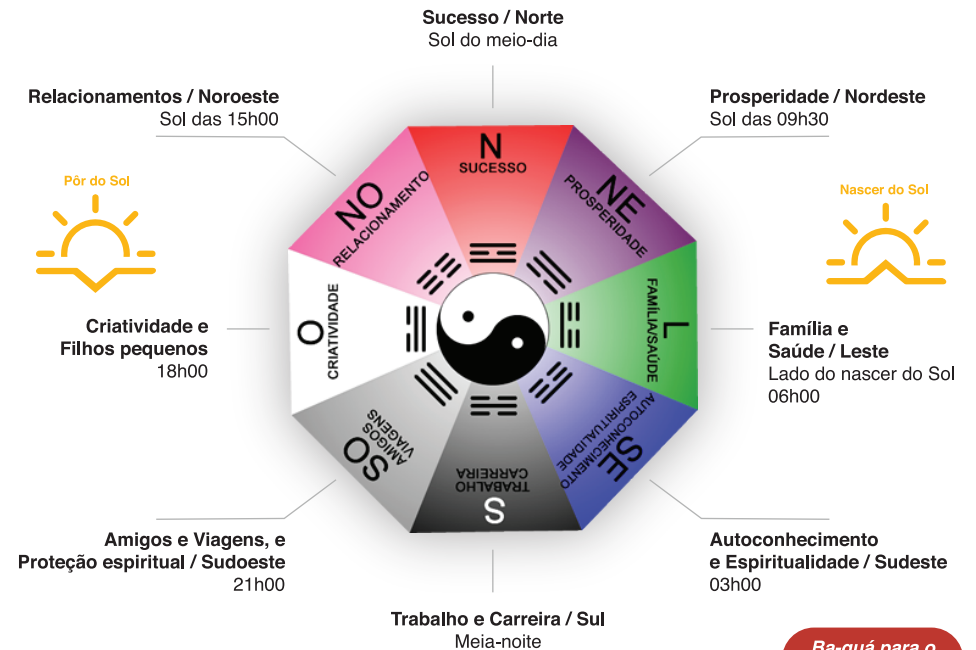 Sucesso / Norte
Sol do meio-dia
Relacionamentos / Noroeste
Sol das 15h00
Prosperidade / Nordeste
Sol das 09h30
Pôr do Sol
Nascer do Sol
N
SUCESSO
NO
RELACIONAMENTO
NE
PROSPERIDADE
O
CRIATIVIDADE
L
FAMÍLIA/SAÚDE
SO
AMIGOS
VIAGENS
S
TRABALHO
CARREIRA
SE
AUTOCONHECIMENTO
ESPIRITUALIDADE
Criatividade e
Filhos pequenos
18h00
Família e
Saúde / Leste
Lado do nascer do Sol
06h00
Amigos e Viagens, e
Proteção espiritual / Sudoeste
21h00
Autoconhecimento
e Espiritualidade / Sudeste
03h00
Trabalho e Carreira / Sul
Meia-noite
Ba-guá para o